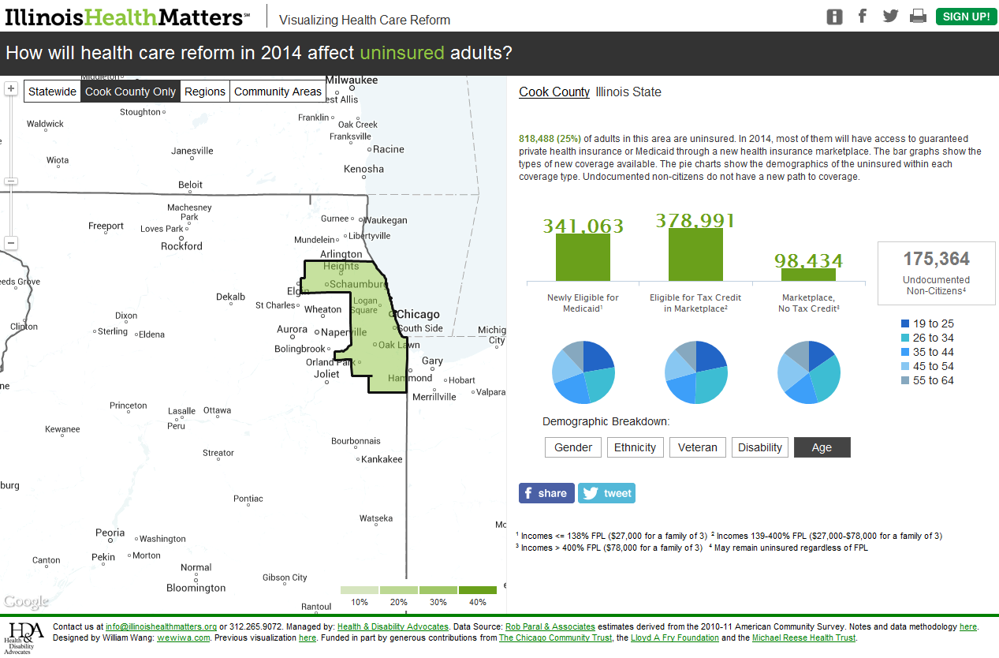 IllinoisHealthMatters℠
Visualizing Health Care Reform
f
SIGN UP!
How will health care reform in 2014 affect uninsured adults?
+
Statewide
Cook County Only
Regions
Community Areas
Middleton
Milwaukee
est Allis
Stoughton
Franklin
Oak Creek
Waldwick
Franksville
Janesville
Racine
Wiota
Kenosha
Beloit
Machesney
Park
Gurnee
Waukegan
Freeport
Loves Park
Libertyville
Mundelein
Rockford
Arlington
Heights
eds Grove
Schaumburg
Elgin
Dekalb
St Charles
Wheaton
Logan
Square
Chicago
Dixon
Clinton
Sterling
Eldena
Aurora
Naperville
South Side
Michig
City
Bolingbrook
Oak Lawn
Orland Park
Gary
Joliet
Hammond
Hobart
ne
Merrillville
Valpara
Princeton
Lasalle
Peru
Ottawa
Kewanee
Bourbonnais
Streator
Kankakee
burg
Pontiac
Watseka
Mo
Peoria
Washington
Canton
Pekin
Morton
Normal
Bloomington
Gibson City
Rantoul
Google
10% 20% 30% 40%
Cook County Illinois State
818,488 (25%) of adults in this area are uninsured. In 2014, most of them will have access to guaranteed
private health insurance or Medicaid through a new health insurance marketplace. The bar graphs show the
types of new coverage available. The pie charts show the demographics of the uninsured within each
coverage type. Undocumented non-citizens do not have a new path to coverage.
341,063
378,991
98,434
Newly Eligible for
Medicaid¹
Eligible for Tax Credit
in Marketplace²
Marketplace,
No Tax Credit³
175,364
Undocumented
Non-Citizens⁴
19 to 25
26 to 34
35 to 44
45 to 54
55 to 64
Demographic Breakdown:
Gender
Ethnicity
Veteran
Disability
Age
f share
tweet
¹ Incomes <= 138% FPL ($27,000 for a family of 3) ² Incomes 139-400% FPL ($27,000-$78,000 for a family of 3)
³ Incomes > 400% FPL ($78,000 for a family of 3) ⁴ May remain uninsured regardless of FPL
HDA
Health &
Disability
Advocates
Contact us at info@illinoishealthmatters.org or 312.265.9072. Managed by: Health & Disability Advocates. Data Source: Rob Paral & Associates estimates derived from the 2010-11 American Community Survey. Notes and data methodology here.
Designed by William Wang: wewiwa.com. Previous visualization here. Funded in part by generous contributions from The Chicago Community Trust, the Lloyd A Fry Foundation and the Michael Reese Health Trust.